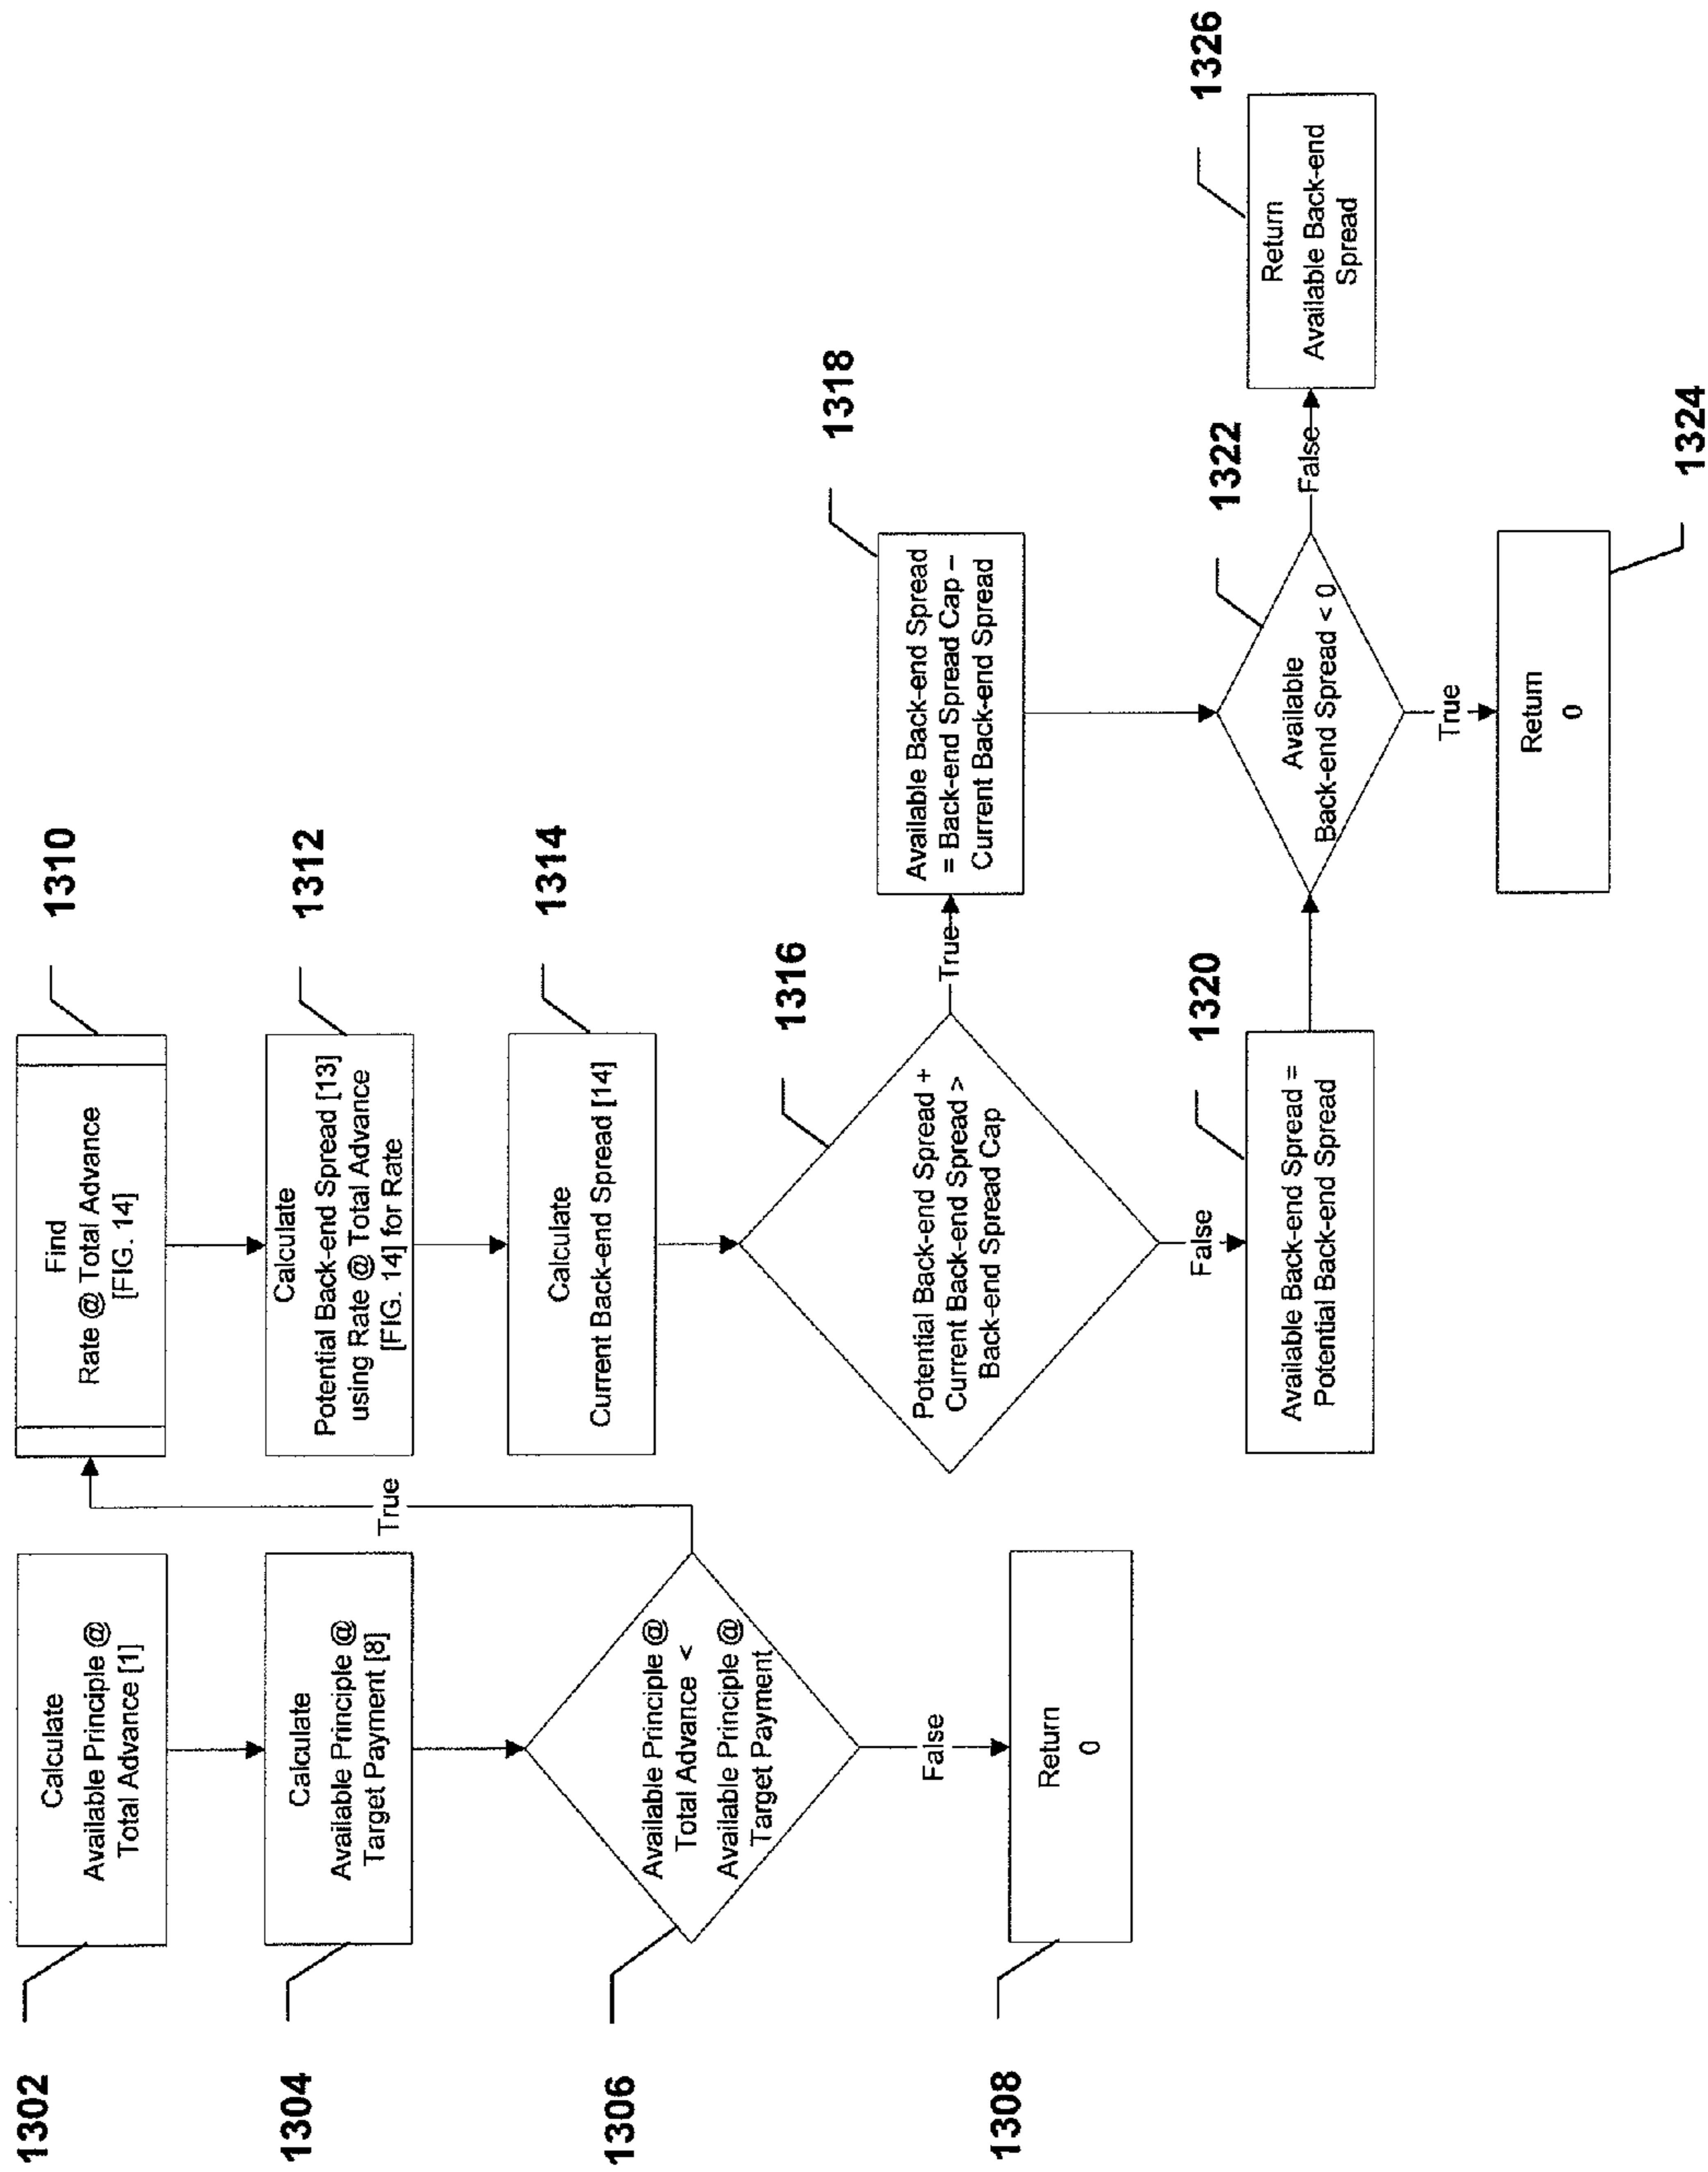 1302
Calculate
Available Principle @
Total Advance [1]
1304
Calculate
Available Principle @
Target Payment [8]
1306
Available Principle @
Total Advance <
Available Principle @
Target Payment
True
False
1308
Return
0
1310
Find
Rate @ Total Advance
[FIG. 14]
1312
Calculate
Potential Back-end Spread [13]
using Rate @ Total Advance
[FIG. 14] for Rate
1314
Calculate
Current Back-end Spread [14]
1316
Potential Back-end Spread +
Current Back-end Spread >
Back-end Spread Cap
True
False
1318
Available Back-end Spread
= Back-end Spread Cap –
Current Back-end Spread
1320
Available Back-end Spread =
Potential Back-end Spread
1322
Available
Back-end Spread < 0
False
True
1324
Return
0
1326
Return
Available Back-end
Spread